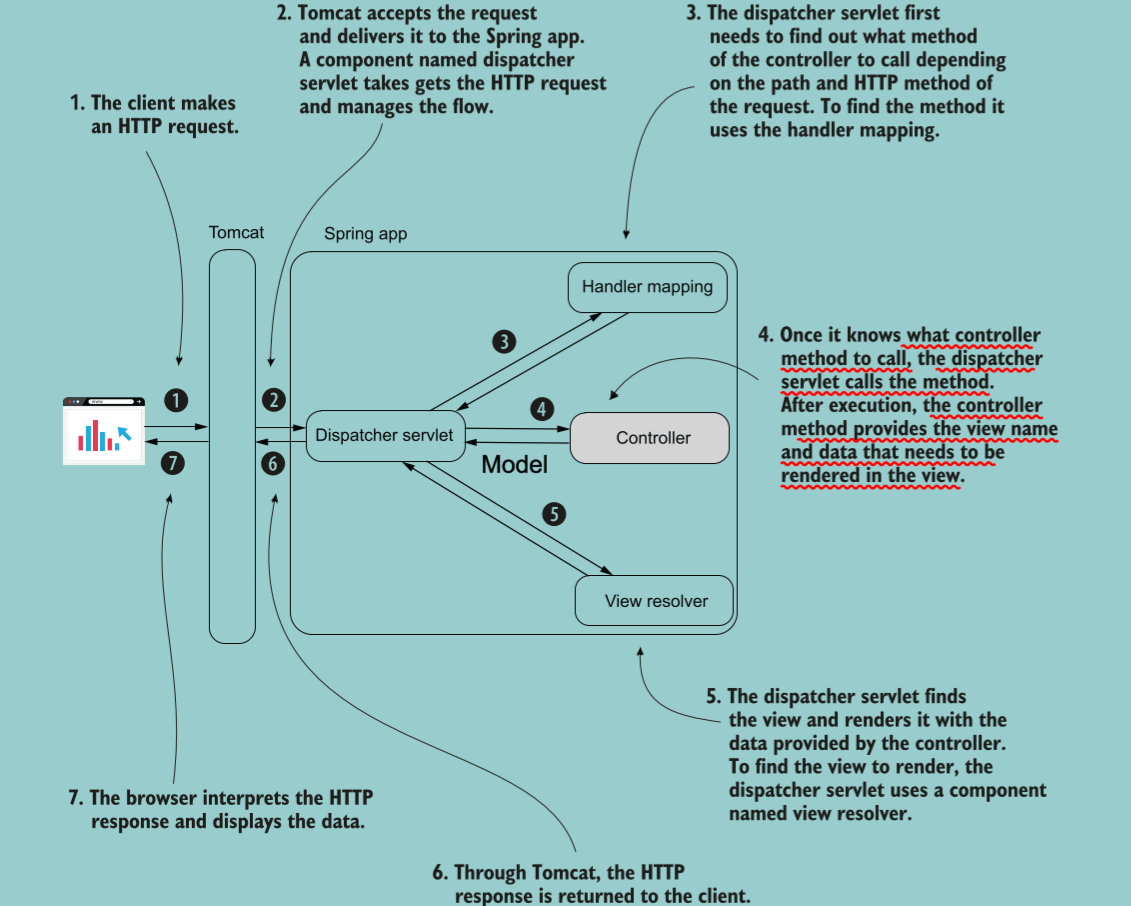 2. Tomcat accepts the request
and delivers it to the Spring app.
A component named dispatcher
servlet takes gets the HTTP request
and manages the flow.
3. The dispatcher servlet first
needs to find out what method
of the controller to call depending
on the path and HTTP method of
the request. To find the method it
uses the handler mapping.
1. The client makes
an HTTP request.
Tomcat
Spring app
Handler mapping
3
4. Once it knows what controller
method to call, the dispatcher
servlet calls the method.
After execution, the controller
method provides the view name
and data that needs to be
rendered in the view.
1
2
4
Dispatcher servlet
Controller
7
6
Model
5
View resolver
5. The dispatcher servlet finds
the view and renders it with the
data provided by the controller.
To find the view to render, the
dispatcher servlet uses a component
named view resolver.
7. The browser interprets the HTTP
response and displays the data.
6. Through Tomcat, the HTTP
response is returned to the client.